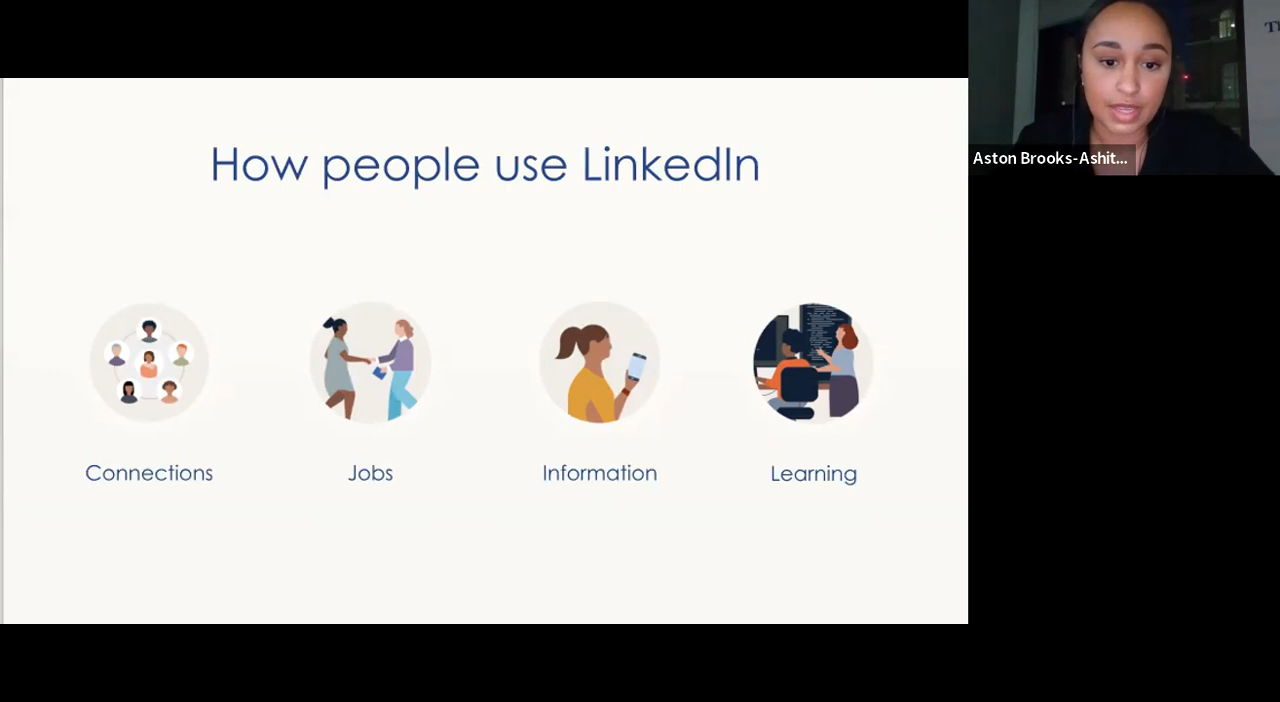 How people use LinkedIn
Aston Brooks-Ashit...
Connections
Jobs
Information
Learning